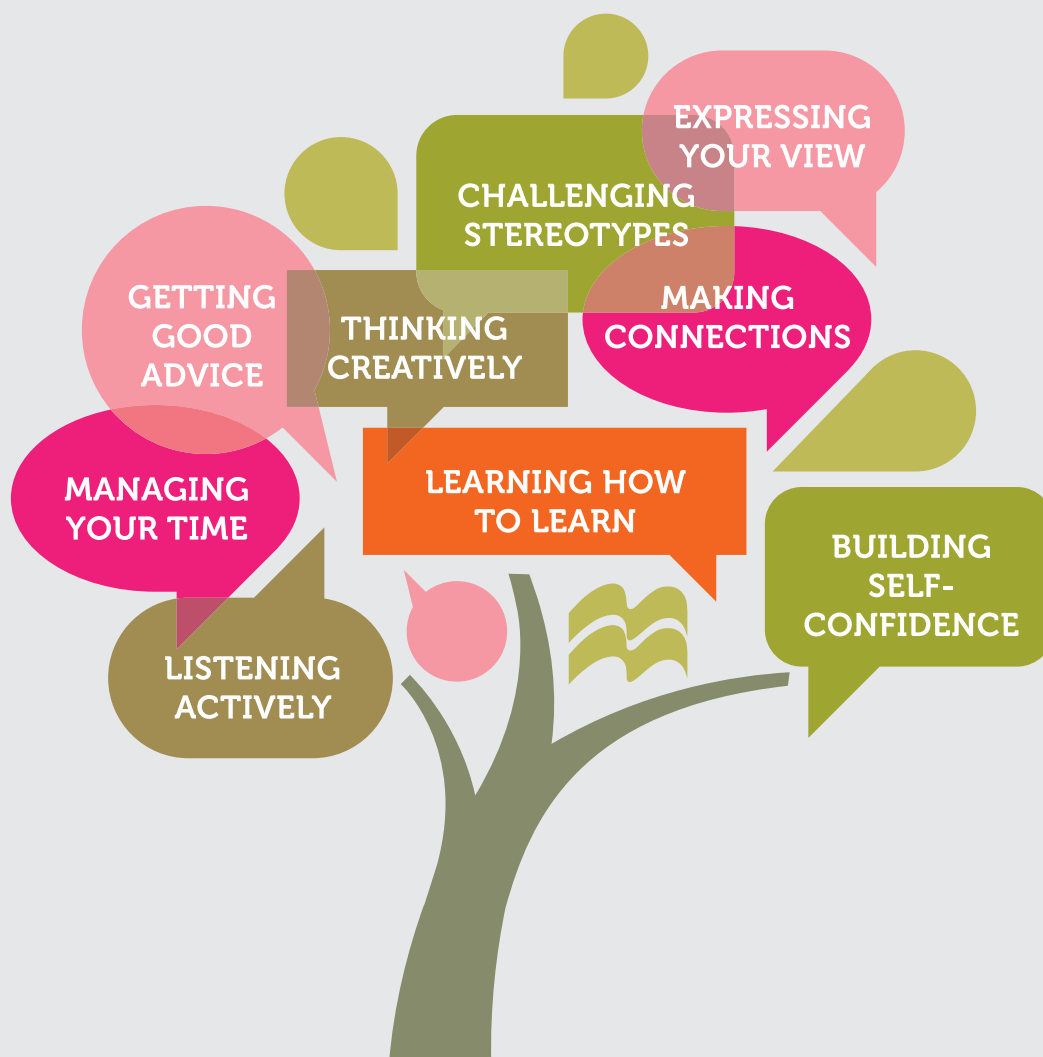 EXPRESSING
YOUR VIEW
CHALLENGING
STEREOTYPES
GETTING
GOOD
ADVICE
THINKING
CREATIVELY
MAKING
CONNECTIONS
MANAGING
YOUR TIME
LEARNING HOW
TO LEARN
BUILDING
SELF-
CONFIDENCE
LISTENING
ACTIVELY